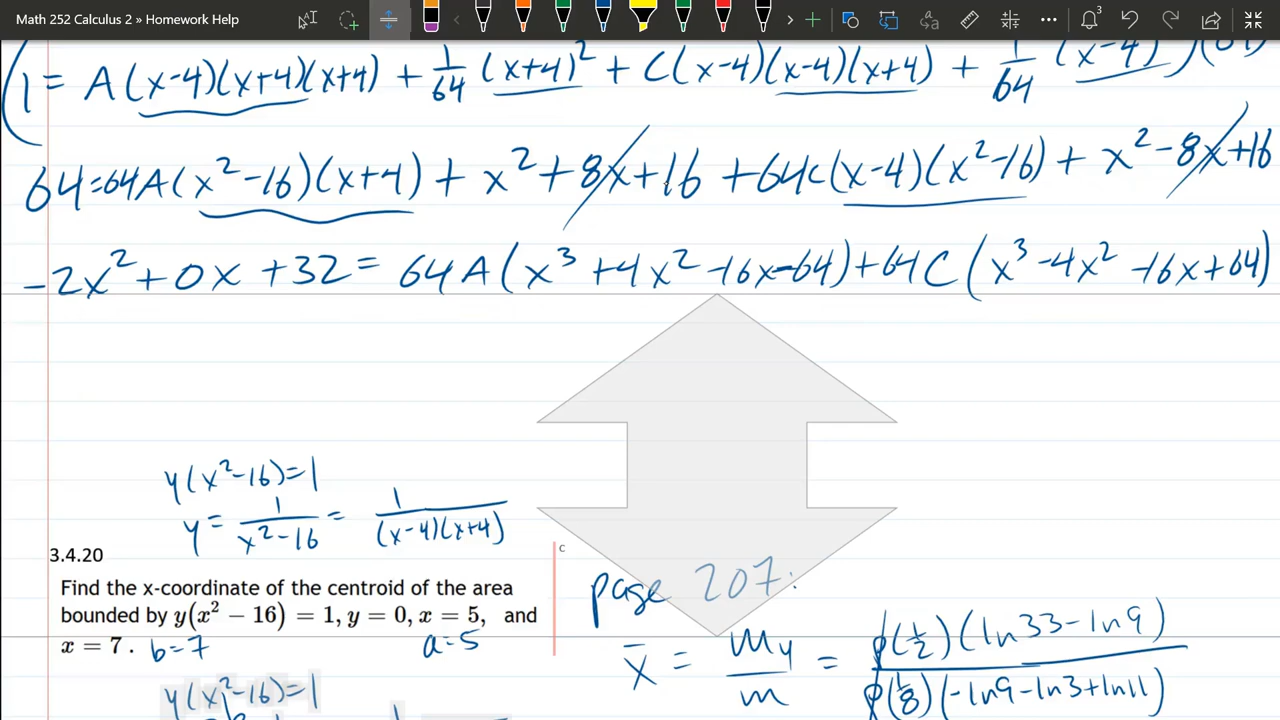 Math 252 Calculus 2 » Homework Help
3
1 = A(x-4)(x+4)(x+4) + 1/64 (x+4)² + C(x-4)(x-4)(x+4) + 1/64 (x-4)²
64=64A(x²-16)(x+4) + x²+8x+16 +64C(x-4)(x²-16) + x²-8x+16
-2x²+0x+32 = 64A(x³+4x²-16x-64)+64C(x³-4x²-16x+64)
y(x²-16)=1
y = 1/(x²-16) = 1/((x-4)(x+4))
3.4.20
c
Find the x-coordinate of the centroid of the area
bounded by y(x² − 16) = 1, y = 0, x = 5, and
x = 7. b=7 a=5
page 207:
x̄ = My/m = ρ(1/2)(ln33-ln9)/ρ(1/8)(-ln9-ln3+ln11)
y(x²-16)=1